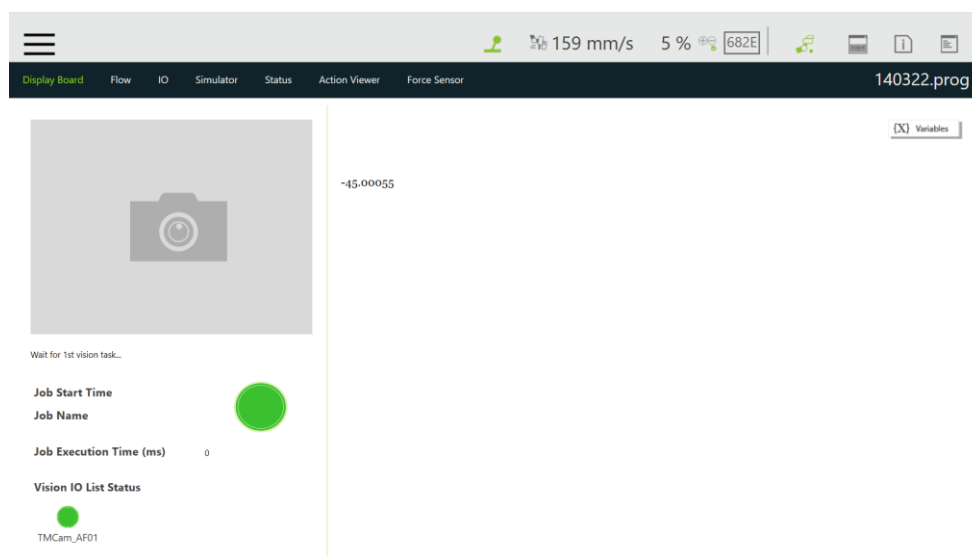 159 mm/s 5 % 682E
Display Board Flow IO Simulator Status Action Viewer Force Sensor 140322.prog
{X} Variables
-45.00055
Wait for 1st vision task...
Job Start Time
Job Name
Job Execution Time (ms) 0
Vision IO List Status
TMCam_AF01